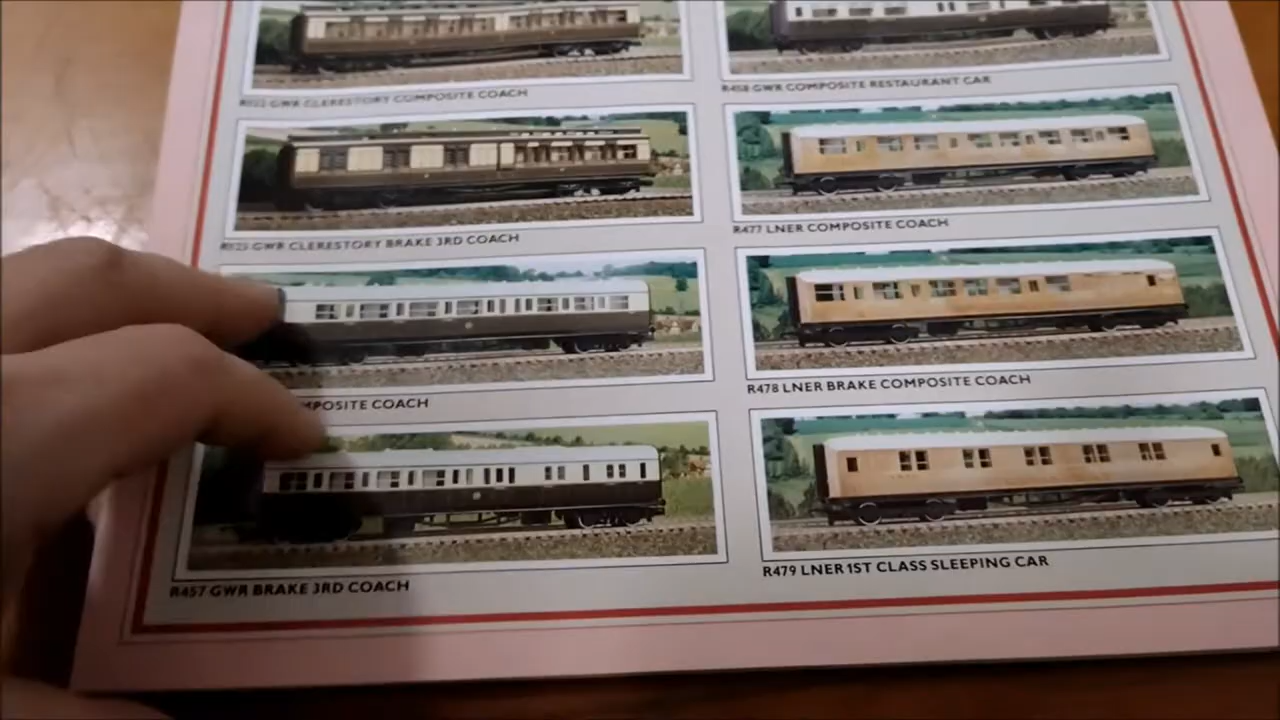 GWR CLERESTORY COMPOSITE COACH
R458 GWR COMPOSITE RESTAURANT CAR
GWR CLERESTORY BRAKE 3RD COACH
R477 LNER COMPOSITE COACH
COACH
R478 LNER BRAKE COMPOSITE COACH
R457 GWR BRAKE 3RD COACH
R479 LNER 1ST CLASS SLEEPING CAR